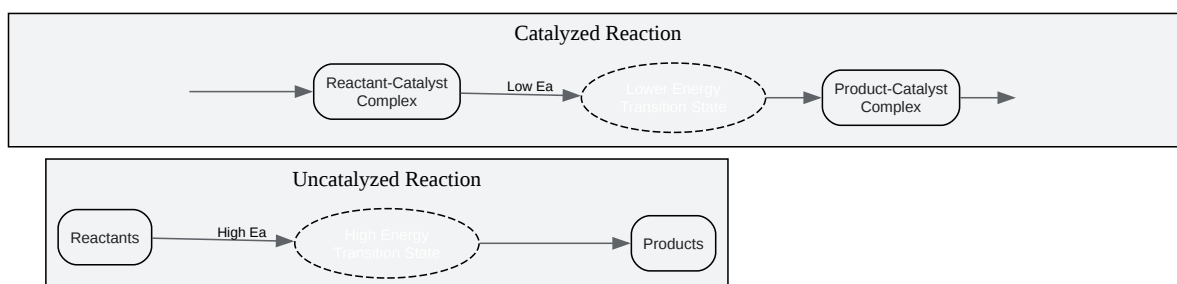 Catalyzed Reaction
Reactant-Catalyst
Complex
Low Ea
Lower Energy
Transition State
Product-Catalyst
Complex
Uncatalyzed Reaction
Reactants
High Ea
High Energy
Transition State
Products